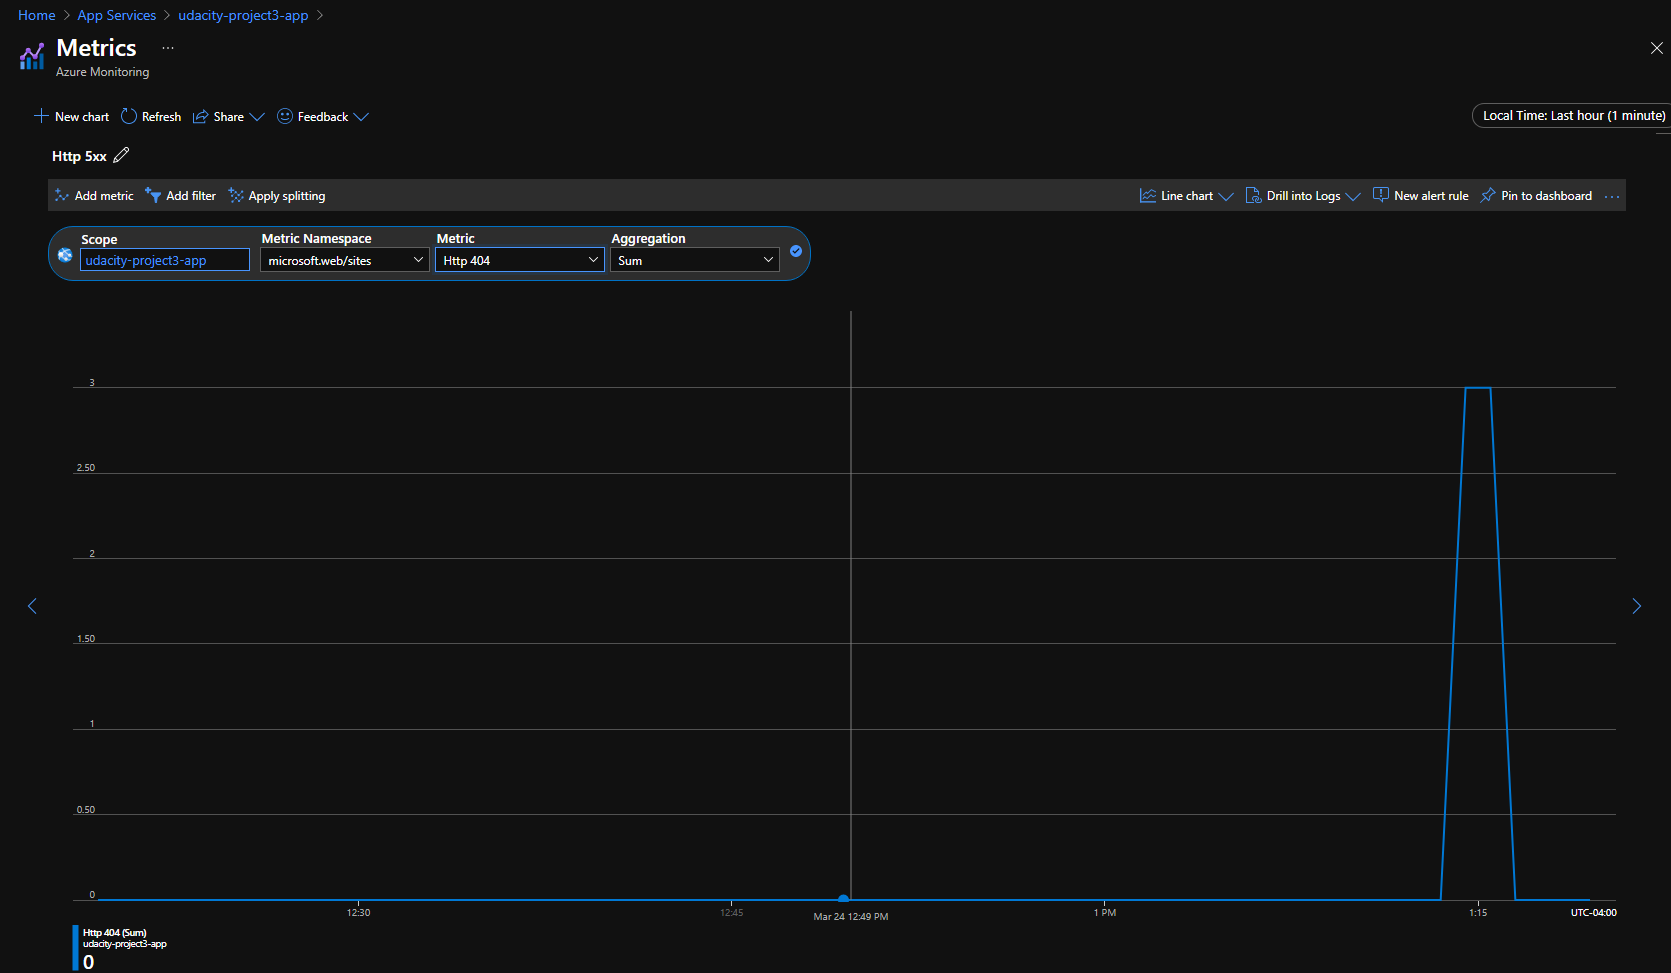 Home > App Services > udacity-project3-app >
Metrics ...
Azure Monitoring
New chart Refresh Share Feedback
Local Time: Last hour (1 minute)
Http 5xx
Add metric Add filter Apply splitting Line chart Drill into Logs New alert rule Pin to dashboard ...
Scope Metric Namespace Metric Aggregation
udacity-project3-app microsoft.web/sites Http 404 Sum
3
2.50
2
1.50
1
0.50
0
12:30 12:45 Mar 24 12:49 PM 1 PM 1:15 UTC-04:00
Http 404 (Sum)
udacity-project3-app
0